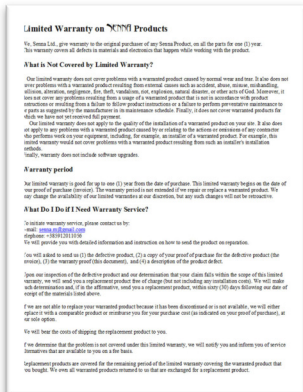 Limited Warranty on Senna Products
We, Senna Ltd., give warranty to the original purchaser of any Senna Product, on all the parts for one (1) year.
This warranty covers all defects in materials and electronics that happen while working with the product.
What is Not Covered by Limited Warranty?
Our limited warranty does not cover problems with a warranted product caused by normal wear and tear. It also does not
over problems with a warranted product resulting from external causes such as accident, abuse, misuse, mishandling,
ollision, alteration, negligence, fire, theft, vandalism, riot, explosion, natural disaster, or other acts of God. Moreover, it
oes not cover any problems resulting from a usage of a warranted product that is not in accordance with product
nstructions or resulting from a failure to follow product instructions or a failure to perform preventative maintenance to
e parts as suggested by the manufacturer in its maintenance schedule. Finally, it does not cover warranted products for
which we have not yet received full payment.
Our limited warranty does not apply to the quality of the installation of a warranted product on your site. It also does
ot apply to any problems with a warranted product caused by or relating to the actions or omissions of any contractor
ho performs work on your equipment, including, for example, an installer of a warranted product. For example, this
imited warranty would not cover problems with a warranted product resulting from such an installer's installation
nethods.
Finally, warranty does not include software upgrades.
Warranty period
Our limited warranty is good for up to one (1) year from the date of purchase. This limited warranty begins on the date of
our proof of purchase (invoice). The warranty period is not extended if we repair or replace a warranted product. We
ay change the availability of our limited warranties at our discretion, but any such changes will not be retroactive.
What Do I Do if I Need Warranty Service?
To initiate warranty service, please contact us by:
We will provide you with detailed information and instruction on how to send the product on reparation.
You will asked to send us (1) the defective product, (2) a copy of your proof of purchase for the defective product (the
nvoice), (3) the warranty proof (this document), and (4) a description of the product defect.
Upon our inspection of the defective product and our determination that your claim falls within the scope of this limited
arranty, we will send you a replacement product free of charge (but not including any installation costs). We will make
uch determination and, if in the affirmative, send you a replacement product, within sixty (30) days following our date of
eceipt of the materials listed above.
f we are not able to replace your warranted product because it has been discontinued or is not available, we will either
eplace it with a comparable product or reimburse you for your purchase cost (as indicated on your proof of purchase), at
ur sole option.
We will bear the costs of shipping the replacement product to you.
f we determine that the problem is not covered under this limited warranty, we will notify you and inform you of service
lternatives that are available to you on a fee basis.
Replacement products are covered for the remaining period of the limited warranty covering the warranted product that
ou bought. We own all warranted products returned to us that are exchanged for a replacement product.